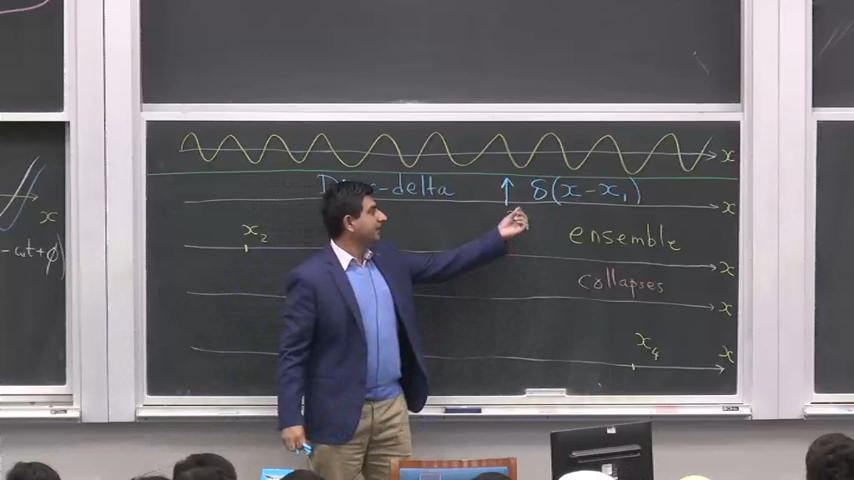 x
Dirac-delta ↑ δ(x-x₁)
x
x
-ωt+φ)
x₂
ensemble
x
collapses
x
x₄
x